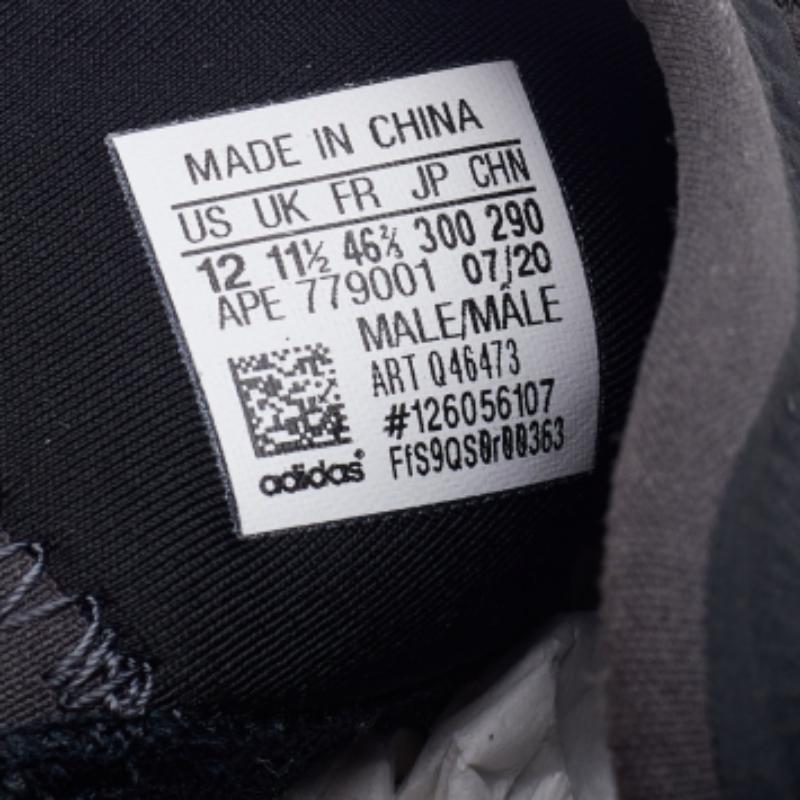 MADE IN CHINA
US UK FR JP CHN
12 11½ 46⅔ 300 290
APE 779001 07/20
MALE/MÂLE
ART Q46473
#126056107
FfS9QS0r00363
adidas®